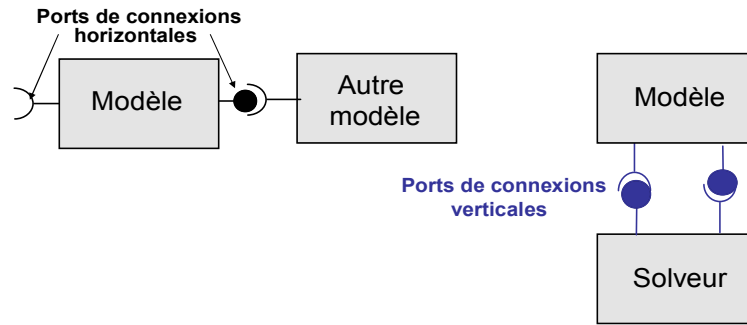 Ports de connexions
horizontales
Modèle
Autre
modèle
Modèle
Ports de connexions
verticales
Solveur